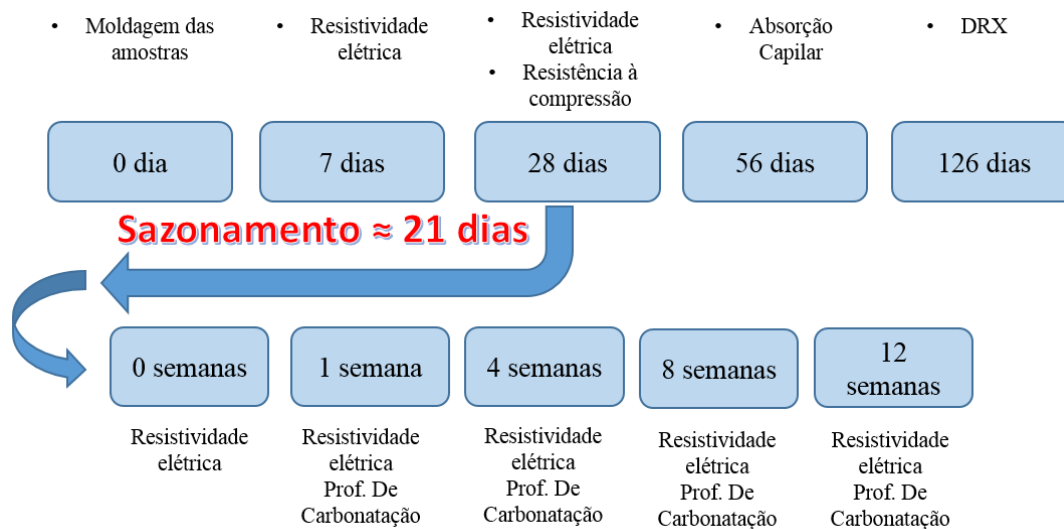 • Moldagem das
amostras
• Resistividade
elétrica
• Resistividade
elétrica
• Resistência à
compressão
• Absorção
Capilar
• DRX
0 dia
7 dias
28 dias
56 dias
126 dias
Sazonamento ≈ 21 dias
0 semanas
1 semana
4 semanas
8 semanas
12
semanas
Resistividade
elétrica
Resistividade
elétrica
Prof. De
Carbonatação
Resistividade
elétrica
Prof. De
Carbonatação
Resistividade
elétrica
Prof. De
Carbonatação
Resistividade
elétrica
Prof. De
Carbonatação